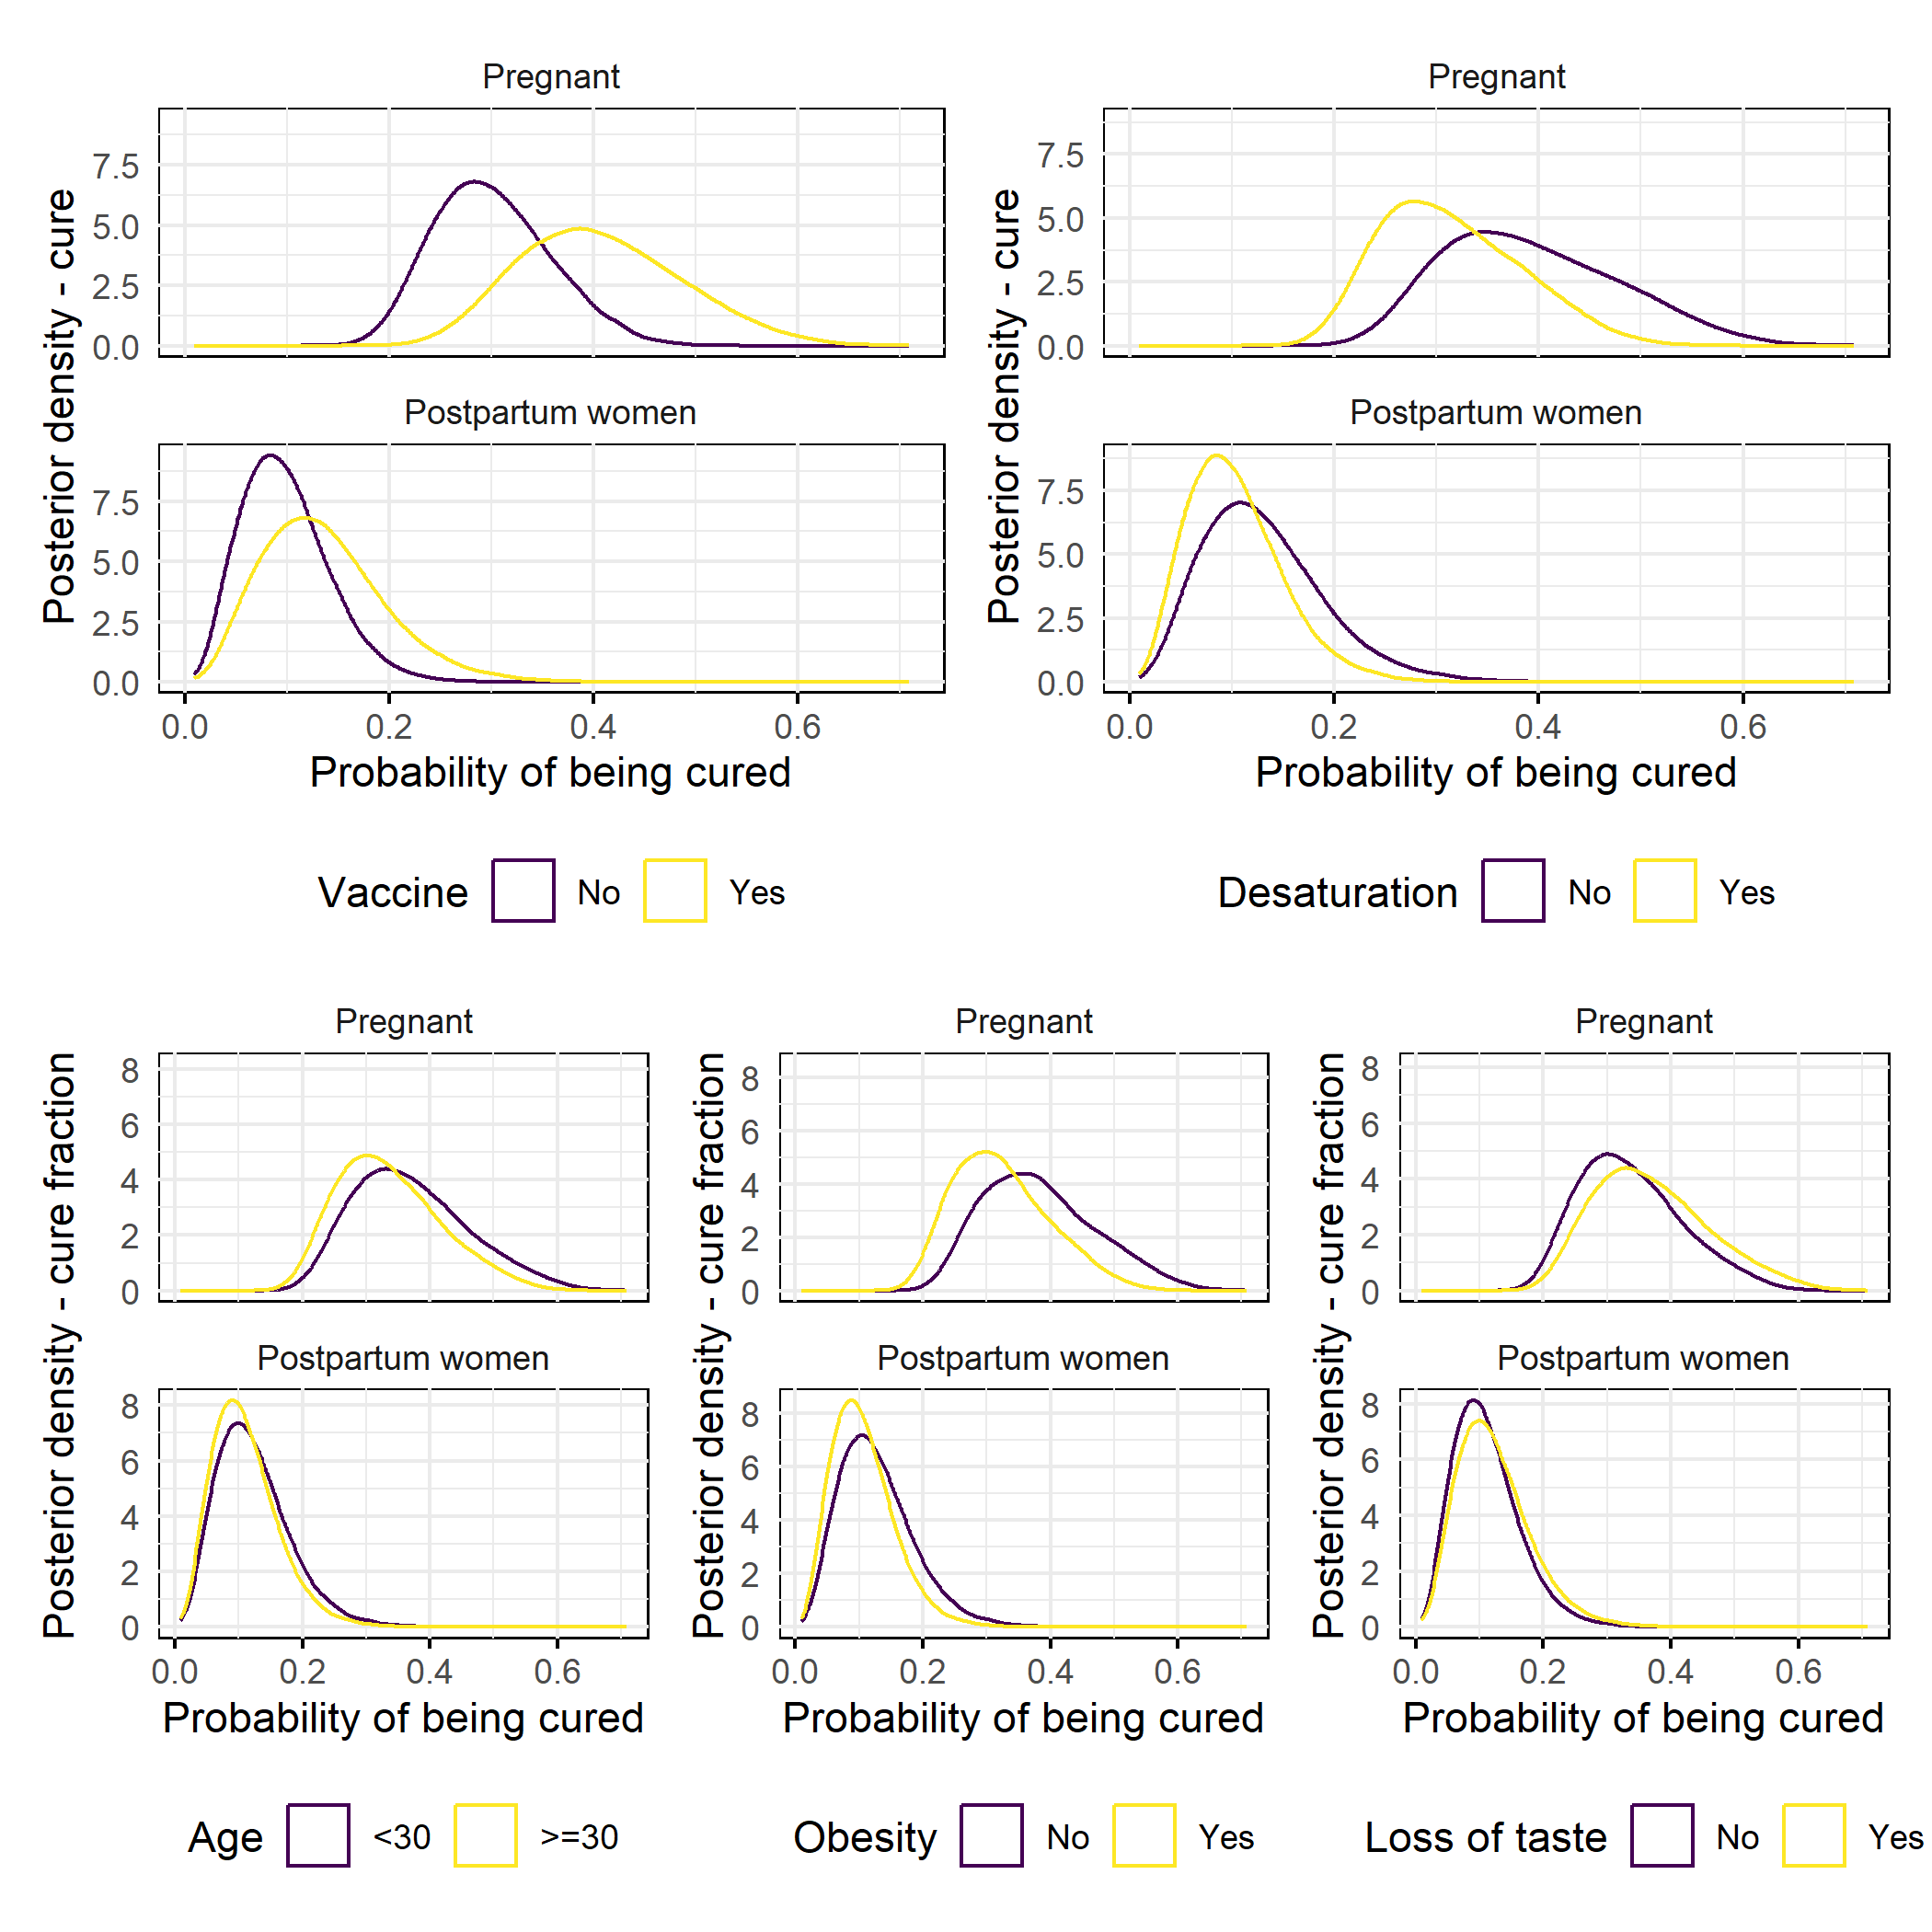 Pregnant
Posterior density - cure
7.5
5.0
2.5
0.0
Postpartum women
7.5
5.0
2.5
0.0
0.0 0.2 0.4 0.6
Probability of being cured
Vaccine No Yes
Pregnant
Posterior density - cure
7.5
5.0
2.5
0.0
Postpartum women
7.5
5.0
2.5
0.0
0.0 0.2 0.4 0.6
Probability of being cured
Desaturation No Yes
Pregnant
Posterior density - cure fraction
8
6
4
2
0
Postpartum women
8
6
4
2
0
0.0 0.2 0.4 0.6
Probability of being cured
Age <30 >=30
Pregnant
Posterior density - cure fraction
8
6
4
2
0
Postpartum women
8
6
4
2
0
0.0 0.2 0.4 0.6
Probability of being cured
Obesity No Yes
Pregnant
Posterior density - cure fraction
8
6
4
2
0
Postpartum women
8
6
4
2
0
0.0 0.2 0.4 0.6
Probability of being cured
Loss of taste No Yes